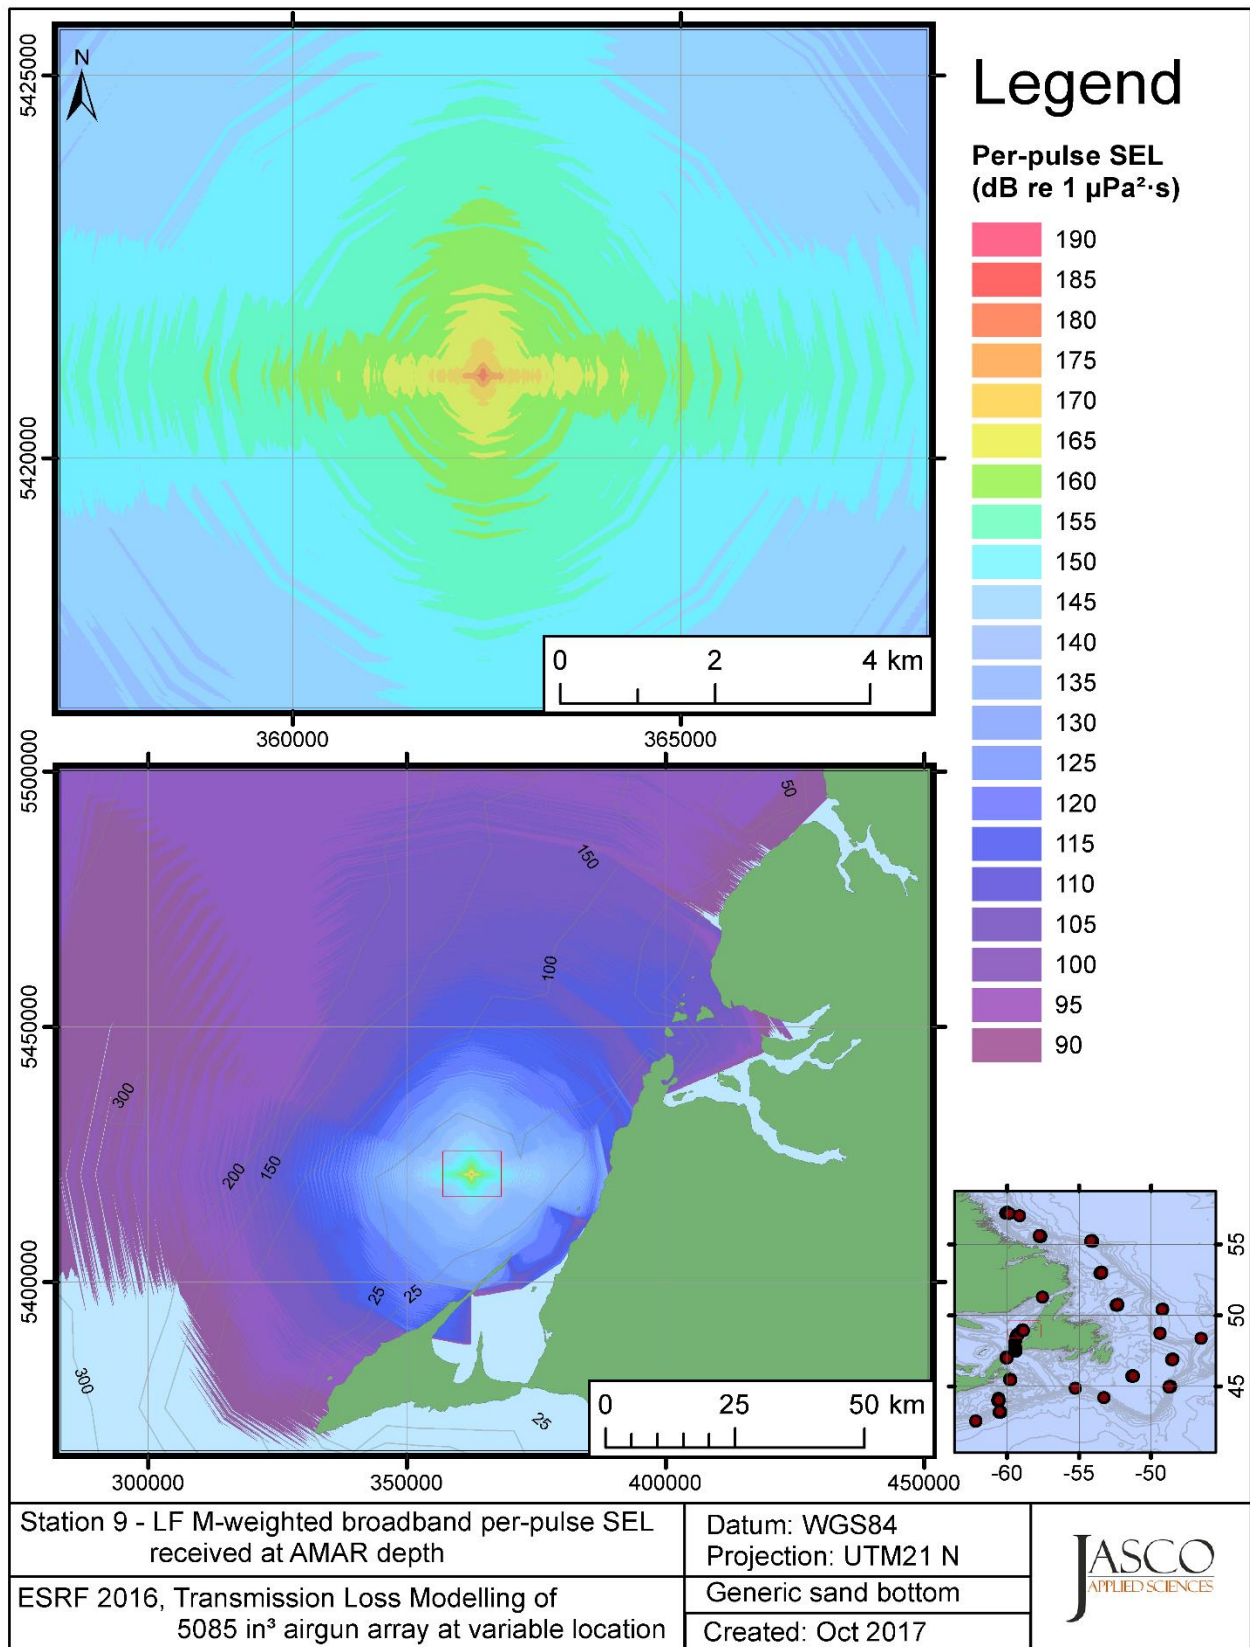 N
5425000
5420000
0 2 4 km
360000 365000
Legend
Per-pulse SEL
(dB re 1 µPa²·s)
190
185
180
175
170
165
160
155
150
145
140
135
130
125
120
115
110
105
100
95
90
5500000
5450000
5400000
50
150
100
300
200
150
25
25
300
25
0 25 50 km
300000 350000 400000 450000
55
50
45
-60 -55 -50
Station 9 - LF M-weighted broadband per-pulse SEL
received at AMAR depth
ESRF 2016, Transmission Loss Modelling of
5085 in³ airgun array at variable location
Datum: WGS84
Projection: UTM21 N
Generic sand bottom
Created: Oct 2017
JASCO
APPLIED SCIENCES